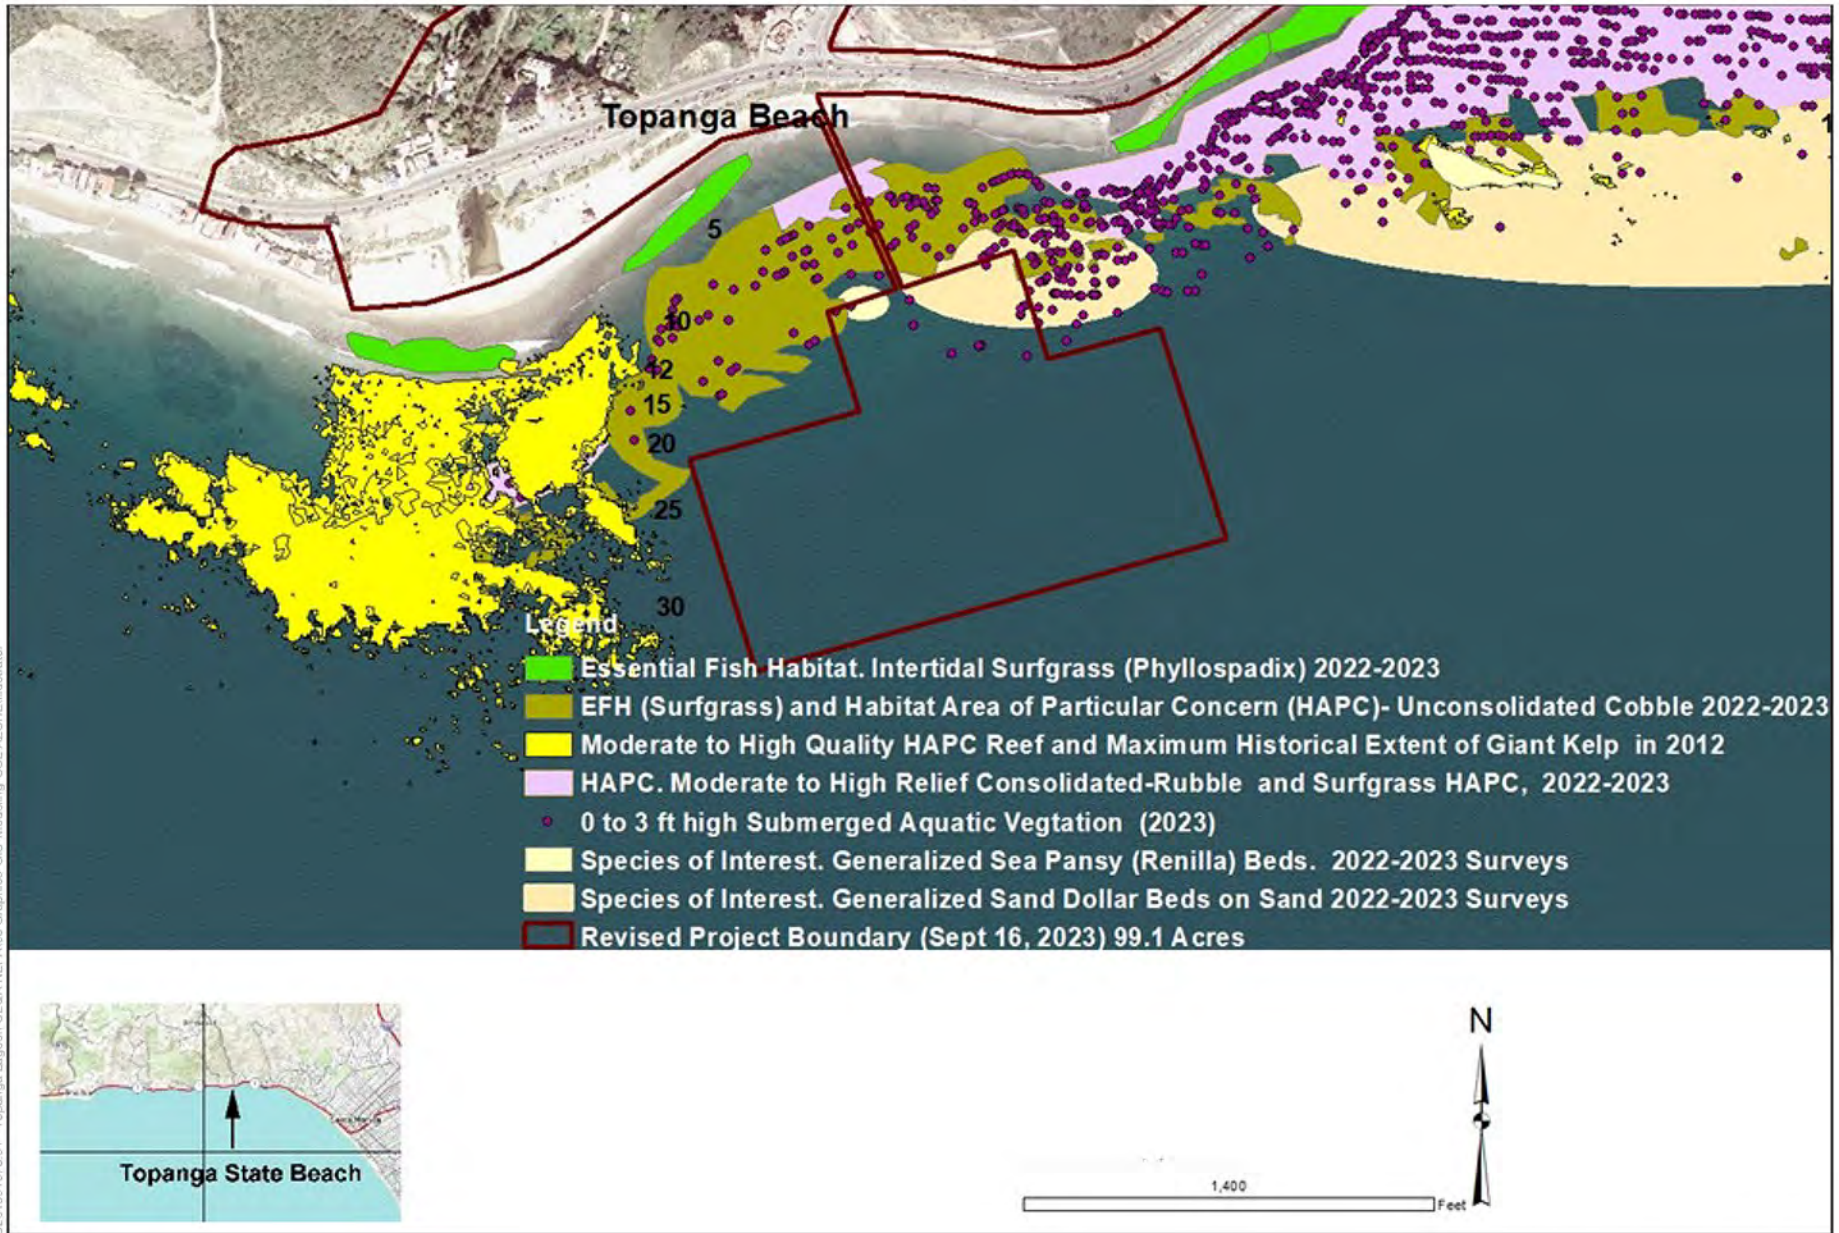 Topanga Beach
5
10
12
15
20
25
30
Legend
Essential Fish Habitat. Intertidal Surfgrass (Phyllospadix) 2022-2023
EFH (Surfgrass) and Habitat Area of Particular Concern (HAPC)- Unconsolidated Cobble 2022-2023
Moderate to High Quality HAPC Reef and Maximum Historical Extent of Giant Kelp in 2012
HAPC. Moderate to High Relief Consolidated-Rubble and Surfgrass HAPC, 2022-2023
0 to 3 ft high Submerged Aquatic Vegtation (2023)
Species of Interest. Generalized Sea Pansy (Renilla) Beds. 2022-2023 Surveys
Species of Interest. Generalized Sand Dollar Beds on Sand 2022-2023 Surveys
Revised Project Boundary (Sept 16, 2023) 99.1 Acres
Topanga State Beach
N
1,400
Feet